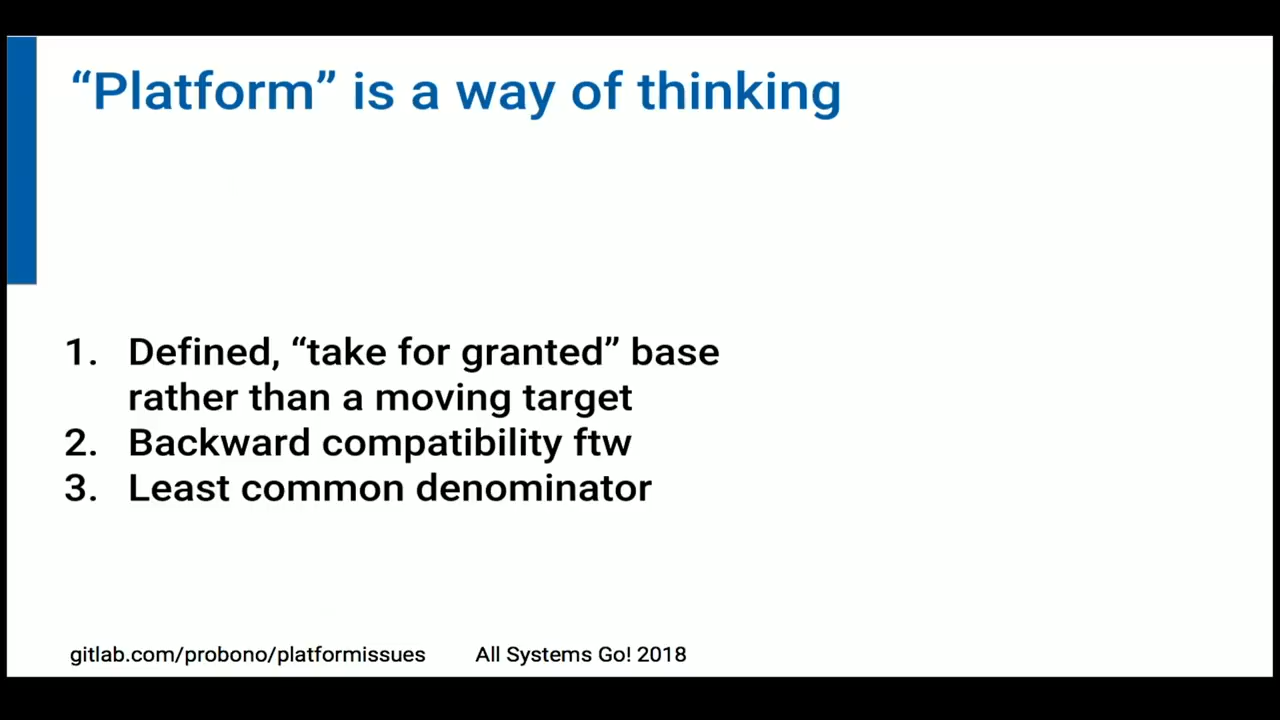 “Platform” is a way of thinking
1. Defined, “take for granted” base
rather than a moving target
2. Backward compatibility ftw
3. Least common denominator
gitlab.com/probono/platformissues All Systems Go! 2018